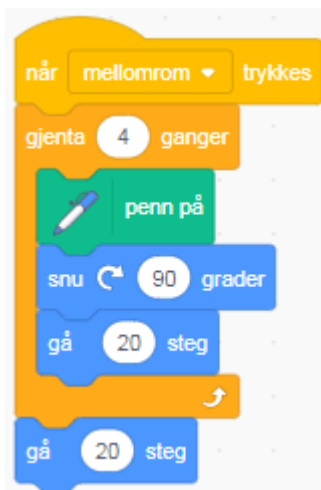 når mellomrom trykkes
gjenta 4 ganger
penn på
snu 90 grader
gå 20 steg
gå 20 steg